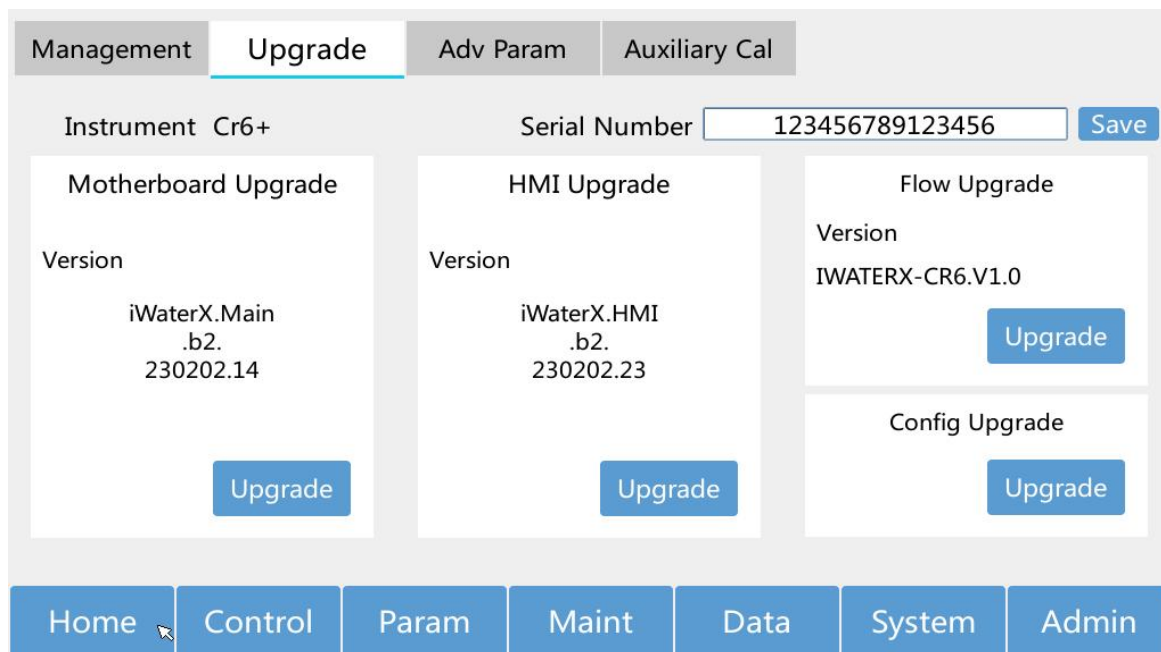 Management Upgrade Adv Param Auxiliary Cal
Instrument Cr6+ Serial Number 123456789123456 Save
Motherboard Upgrade
Version
iWaterX.Main
.b2.
230202.14
Upgrade
HMI Upgrade
Version
iWaterX.HMI
.b2.
230202.23
Upgrade
Flow Upgrade
Version
IWATERX-CR6.V1.0
Upgrade
Config Upgrade
Upgrade
Home Control Param Maint Data System Admin